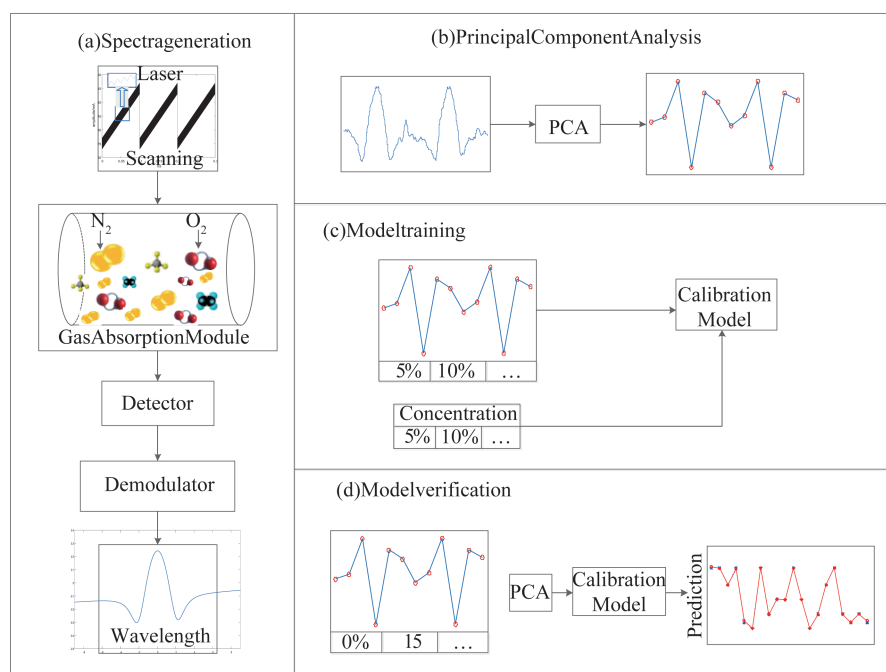 (a)Spectrageneration
Laser
Scanning
N2
O2
GasAbsorptionModule
Detector
Demodulator
Wavelength
(b)PrincipalComponentAnalysis
PCA
(c)Modeltraining
5% 10% ...
Concentration
5% 10% ...
Calibration
Model
(d)Modelverification
0% 15 ...
PCA
Calibration
Model
Prediction